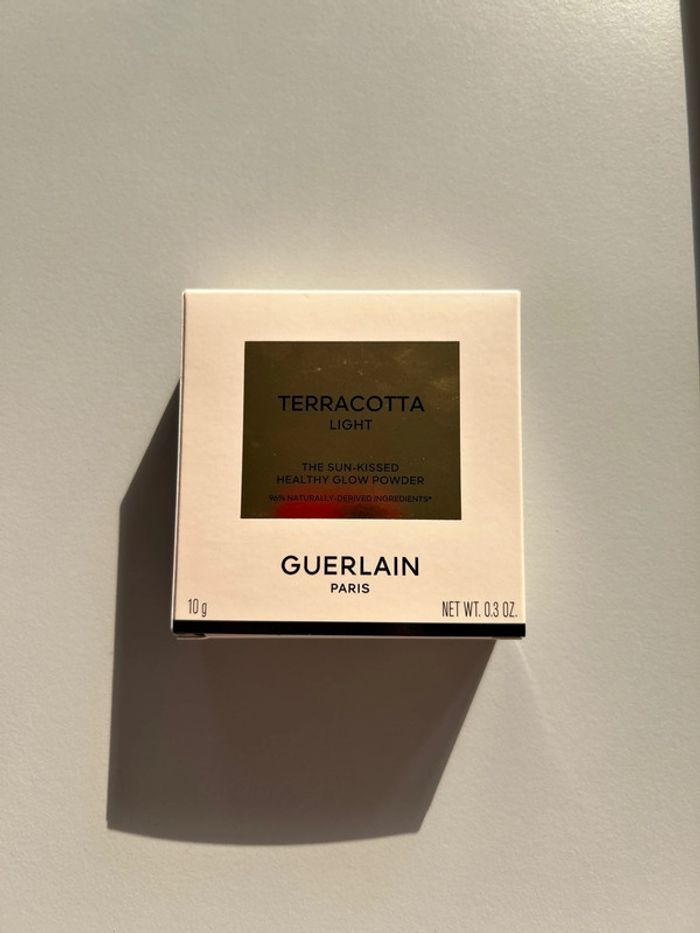 TERRACOTTA
LIGHT
THE SUN-KISSED
HEALTHY GLOW POWDER
96% NATURALLY-DERIVED INGREDIENTS*
GUERLAIN
PARIS
10 g
NET WT. 0.3 OZ.